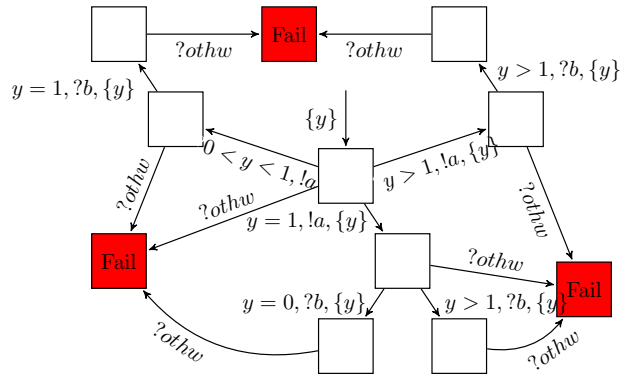 Fail
?othw
?othw
y = 1, ?b, {y}
y > 1, ?b, {y}
{y}
0 < y < 1, !a
y > 1, !a, {y}
?othw
?othw
?othw
y = 1, !a, {y}
Fail
?othw
Fail
y = 0, ?b, {y}
y > 1, ?b, {y}
?othw
?othw